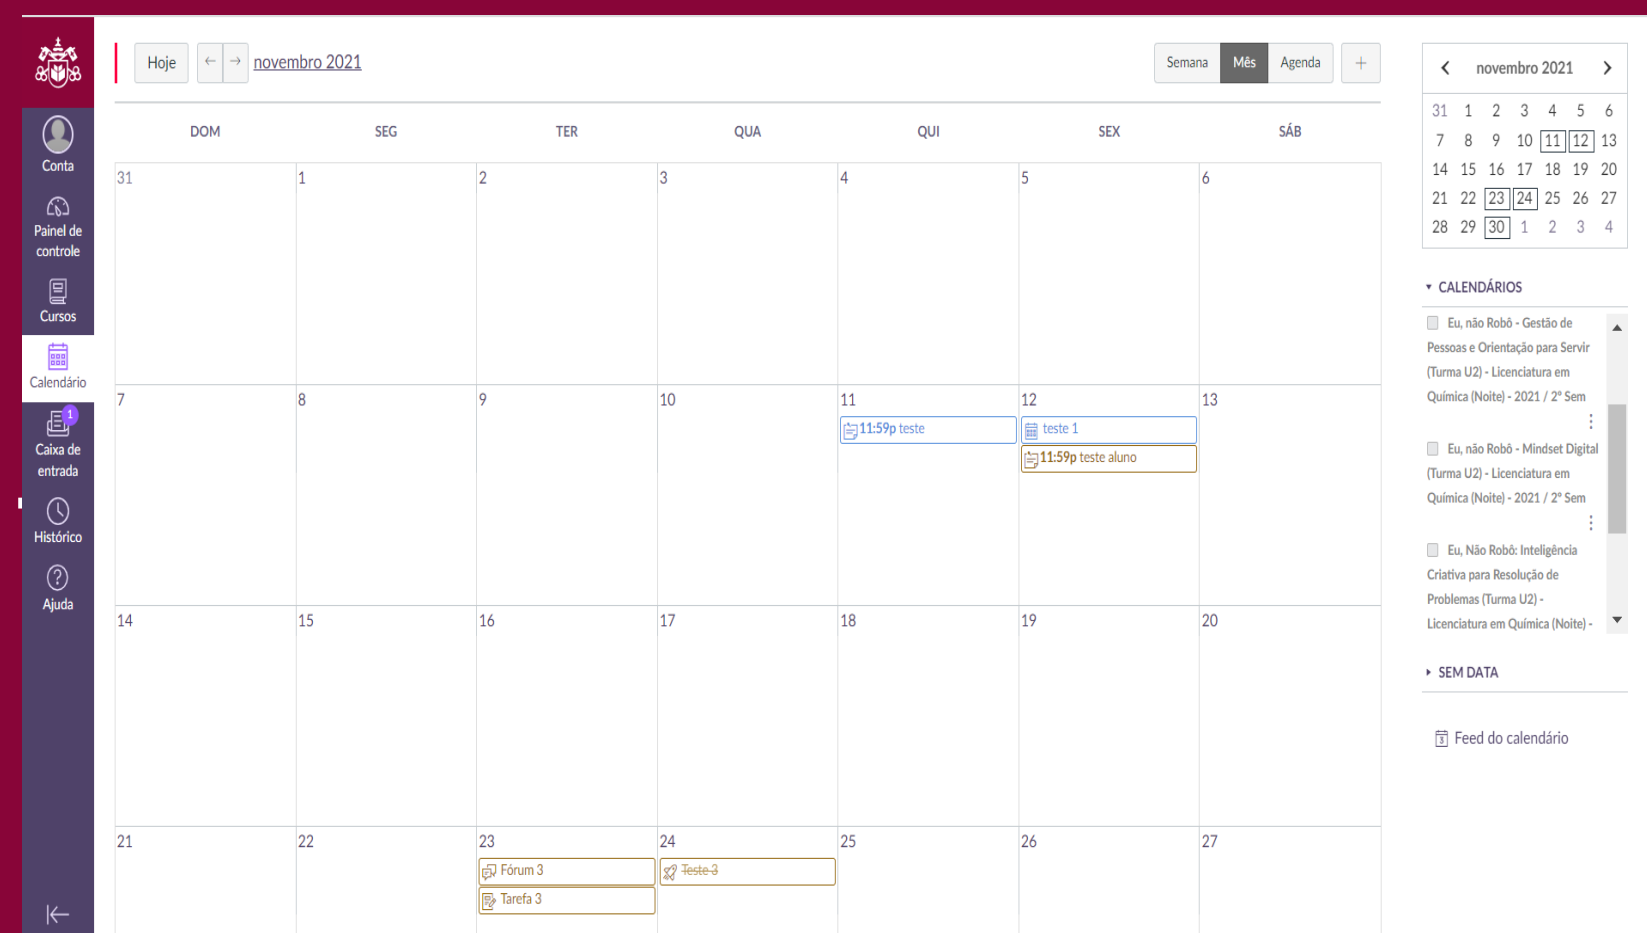 Hoje
novembro 2021
Semana
Mês
Agenda
+
DOM SEG TER QUA QUI SEX SÁB
31 1 2 3 4 5 6
7 8 9 10 11 12 13
11:59p teste
teste 1
11:59p teste aluno
14 15 16 17 18 19 20
21 22 23 24 25 26 27
Fórum 3
Teste 3
Tarefa 3
Conta
Painel de
controle
Cursos
Calendário
1
Caixa de
entrada
Histórico
Ajuda
novembro 2021
31 1 2 3 4 5 6
7 8 9 10 11 12 13
14 15 16 17 18 19 20
21 22 23 24 25 26 27
28 29 30 1 2 3 4
CALENDÁRIOS
Eu, não Robô - Gestão de
Pessoas e Orientação para Servir
(Turma U2) - Licenciatura em
Química (Noite) - 2021 / 2º Sem
Eu, não Robô - Mindset Digital
(Turma U2) - Licenciatura em
Química (Noite) - 2021 / 2º Sem
Eu, Não Robô: Inteligência
Criativa para Resolução de
Problemas (Turma U2) -
Licenciatura em Química (Noite) -
SEM DATA
Feed do calendário